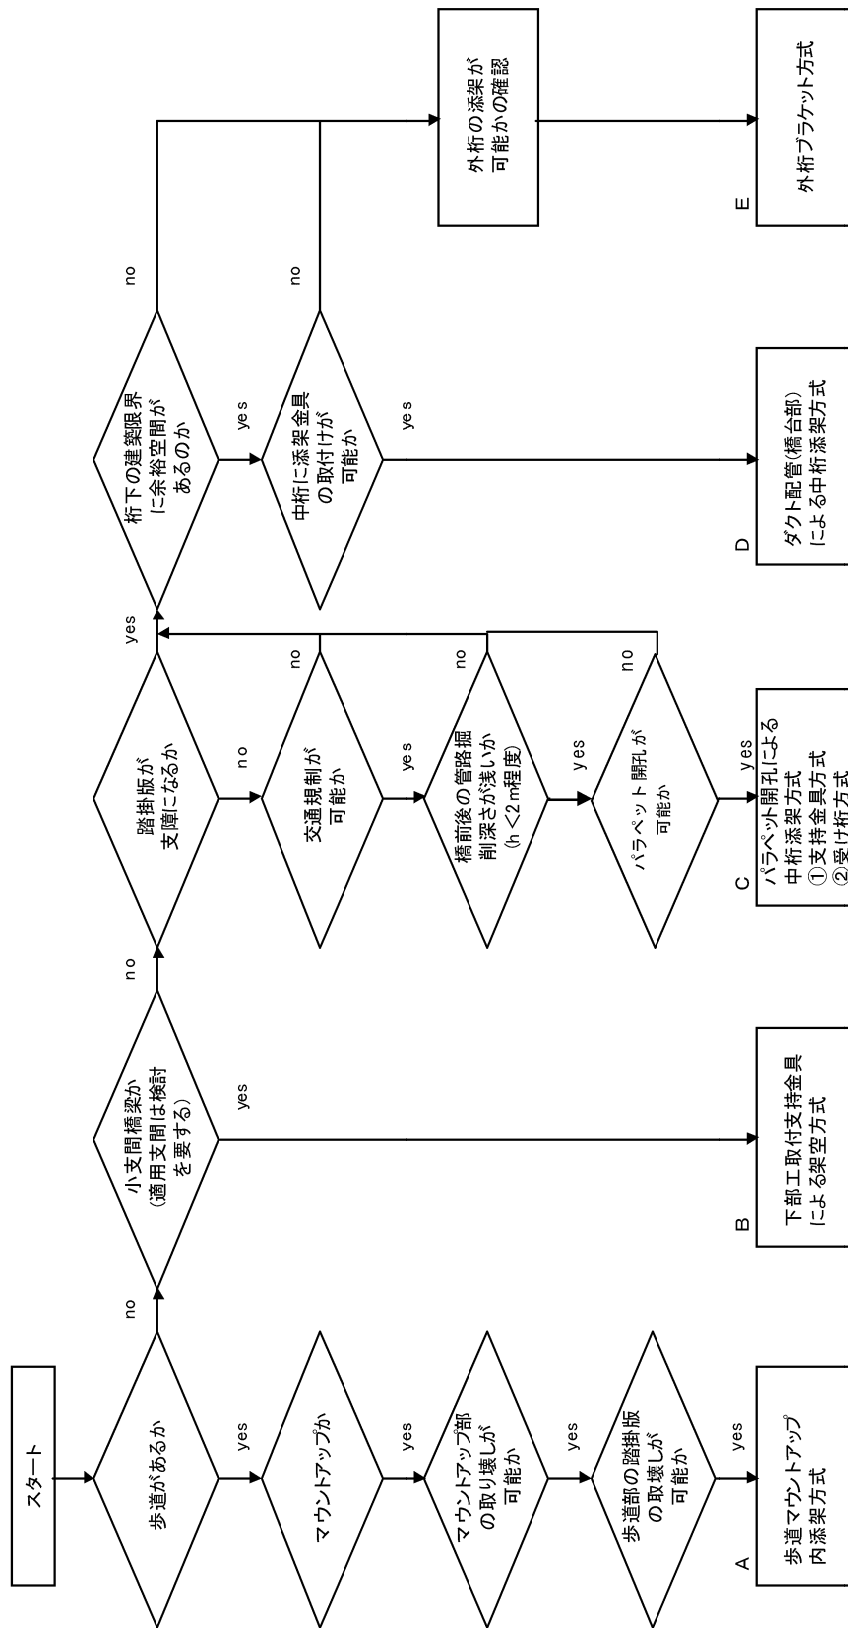 スタート
歩道があるか
yes
マウントアップか
yes
マウントアップ部
の取り壊しが
可能か
yes
歩道部の踏掛版
の取壊しが
可能か
yes
A
歩道マウントアップ
内添架方式
no
小支間橋梁か
(適用支間は検討
を要する)
yes
B
下部工取付支持金具
による架空方式
no
踏掛版が
支障になるか
no
交通規制が
可能か
no
yes
橋前後の管路掘
削深さが浅いか
(h<2m程度)
no
yes
パラペット開孔が
可能か
no
yes
C
パラペット開孔による
中桁添架方式
①支持金具方式
②受け桁方式
yes
桁下の建築限界
に余裕空間が
あるのか
no
yes
中桁に添架金具
の取付けが
可能か
no
yes
D
ダクト配管(橋台部)
による中桁添架方式
外桁の添架が
可能かの確認
E
外桁ブラケット方式